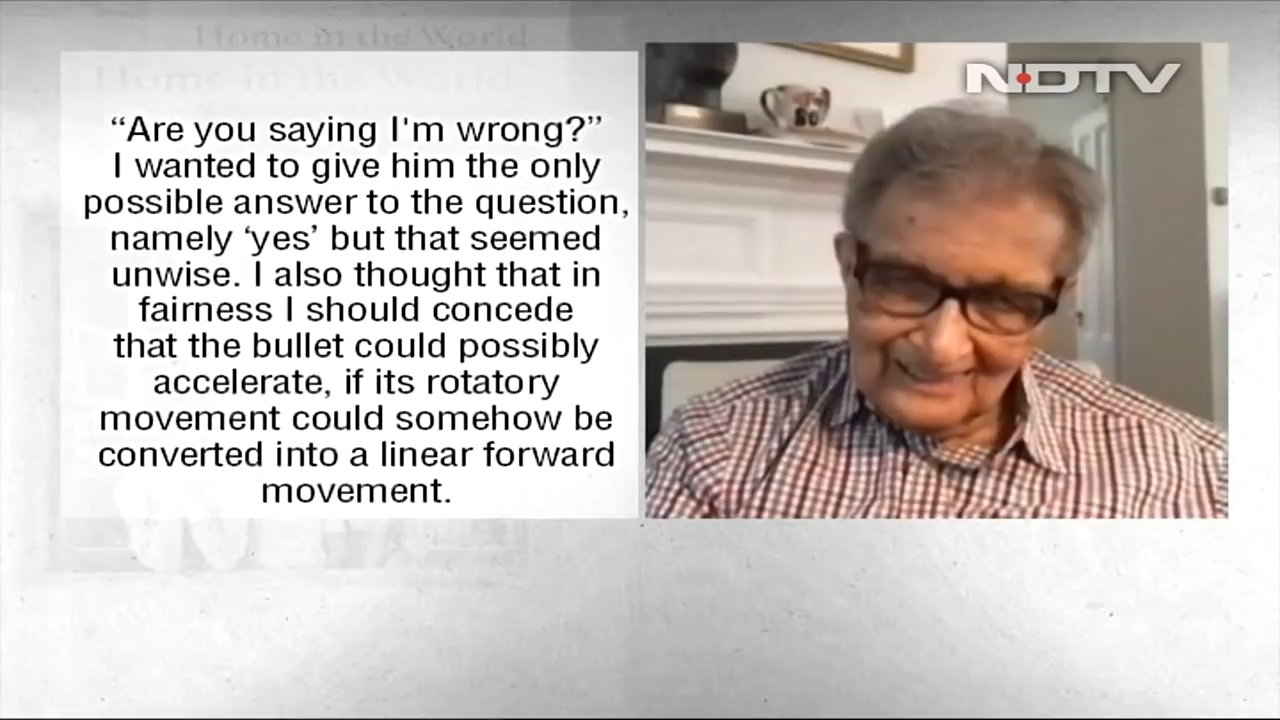 Home in the World
Home in the World
“Are you saying I'm wrong?”
I wanted to give him the only
possible answer to the question,
namely ‘yes’ but that seemed
unwise. I also thought that in
fairness I should concede
that the bullet could possibly
accelerate, if its rotatory
movement could somehow be
converted into a linear forward
movement.
NDTV